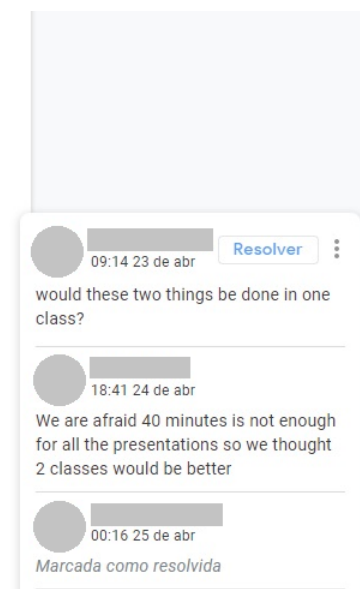 Resolver
09:14 23 de abr
would these two things be done in one
class?
18:41 24 de abr
We are afraid 40 minutes is not enough
for all the presentations so we thought
2 classes would be better
00:16 25 de abr
Marcada como resolvida